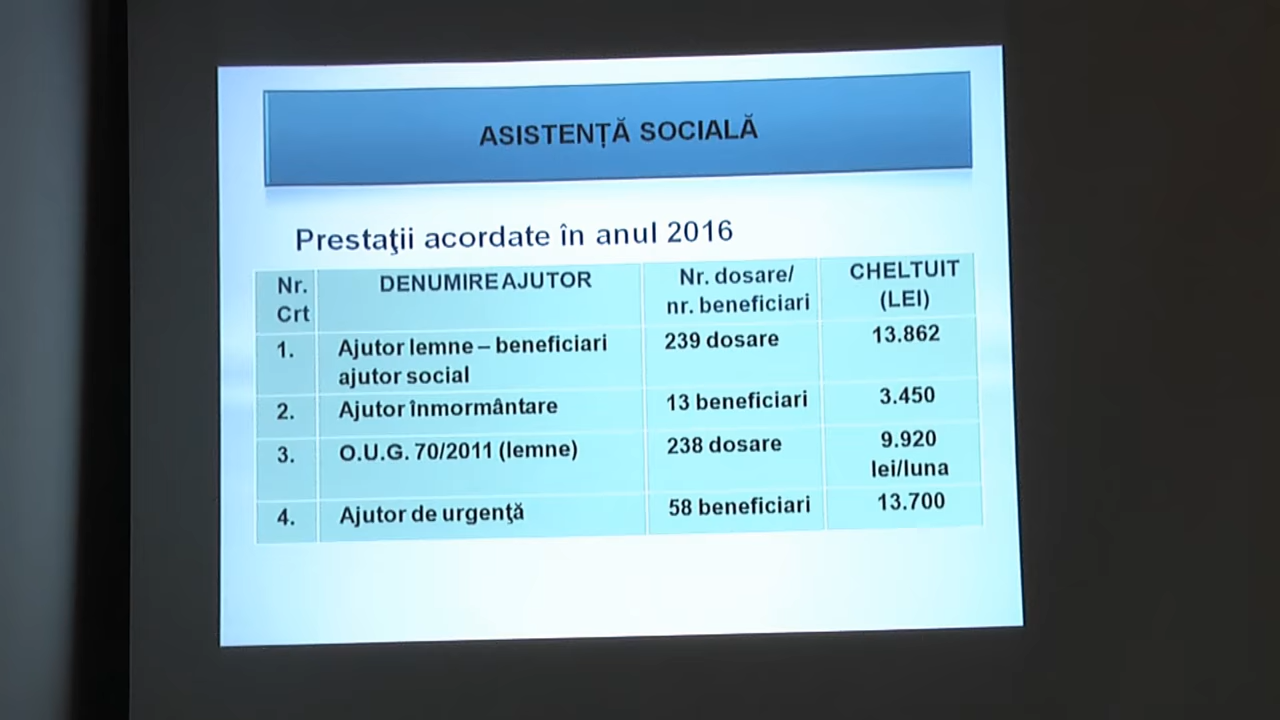 ASISTENȚĂ SOCIALĂ
Prestaţii acordate în anul 2016
Nr. Crt DENUMIRE AJUTOR Nr. dosare/ nr. beneficiari CHELTUIT (LEI)
1. Ajutor lemne – beneficiari ajutor social 239 dosare 13.862
2. Ajutor înmormântare 13 beneficiari 3.450
3. O.U.G. 70/2011 (lemne) 238 dosare 9.920 lei/luna
4. Ajutor de urgenţă 58 beneficiari 13.700